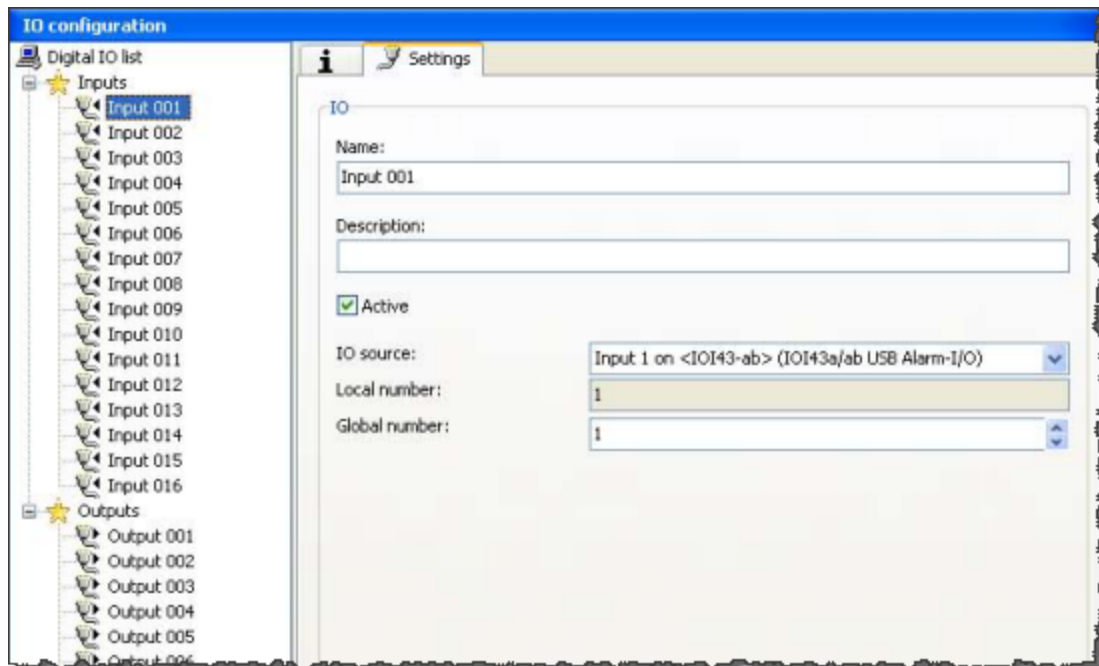 IO configuration
Digital IO list
Inputs
Input 001
Input 002
Input 003
Input 004
Input 005
Input 006
Input 007
Input 008
Input 009
Input 010
Input 011
Input 012
Input 013
Input 014
Input 015
Input 016
Outputs
Output 001
Output 002
Output 003
Output 004
Output 005
Output 006
i
Settings
IO
Name:
Input 001
Description:
Active
IO source:
Input 1 on <IOI43-ab> (IOI43a/ab USB Alarm-I/O)
Local number:
1
Global number:
1